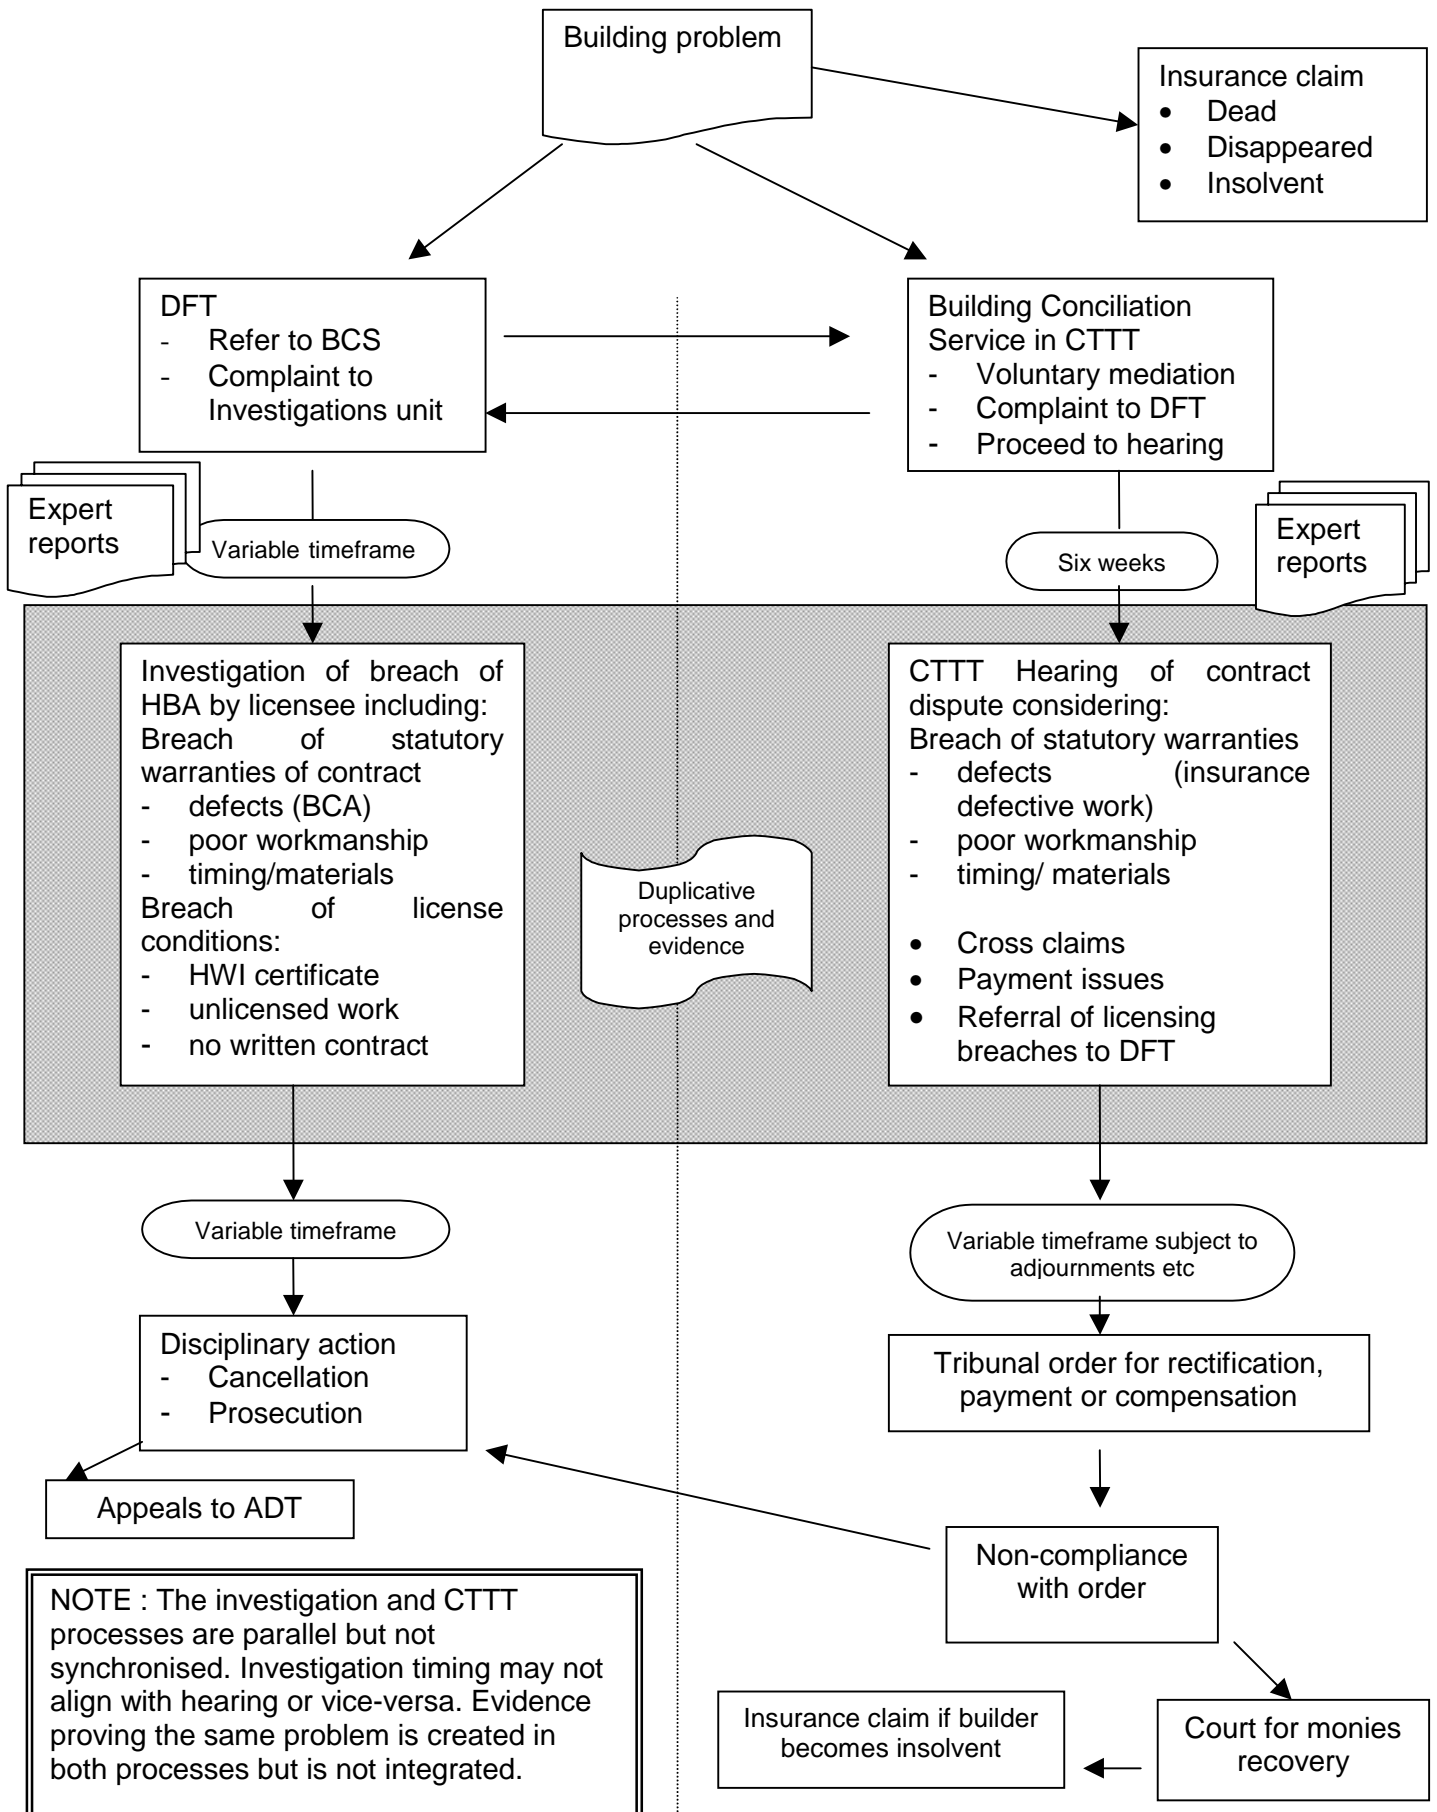 Building problem
Insurance claim
• Dead
• Disappeared
• Insolvent
DFT
- Refer to BCS
- Complaint to
Investigations unit
Building Conciliation
Service in CTTT
- Voluntary mediation
- Complaint to DFT
- Proceed to hearing
Expert
reports
Variable timeframe
Six weeks
Expert
reports
Investigation of breach of
HBA by licensee including:
Breach of statutory
warranties of contract
- defects (BCA)
- poor workmanship
- timing/materials
Breach of license
conditions:
- HWI certificate
- unlicensed work
- no written contract
Duplicative
processes and
evidence
CTTT Hearing of contract
dispute considering:
Breach of statutory warranties
- defects (insurance
defective work)
- poor workmanship
- timing/ materials
• Cross claims
• Payment issues
• Referral of licensing
breaches to DFT
Variable timeframe
Variable timeframe subject to
adjournments etc
Disciplinary action
- Cancellation
- Prosecution
Tribunal order for rectification,
payment or compensation
Appeals to ADT
Non-compliance
with order
NOTE : The investigation and CTTT
processes are parallel but not
synchronised. Investigation timing may not
align with hearing or vice-versa. Evidence
proving the same problem is created in
both processes but is not integrated.
Insurance claim if builder
becomes insolvent
Court for monies
recovery